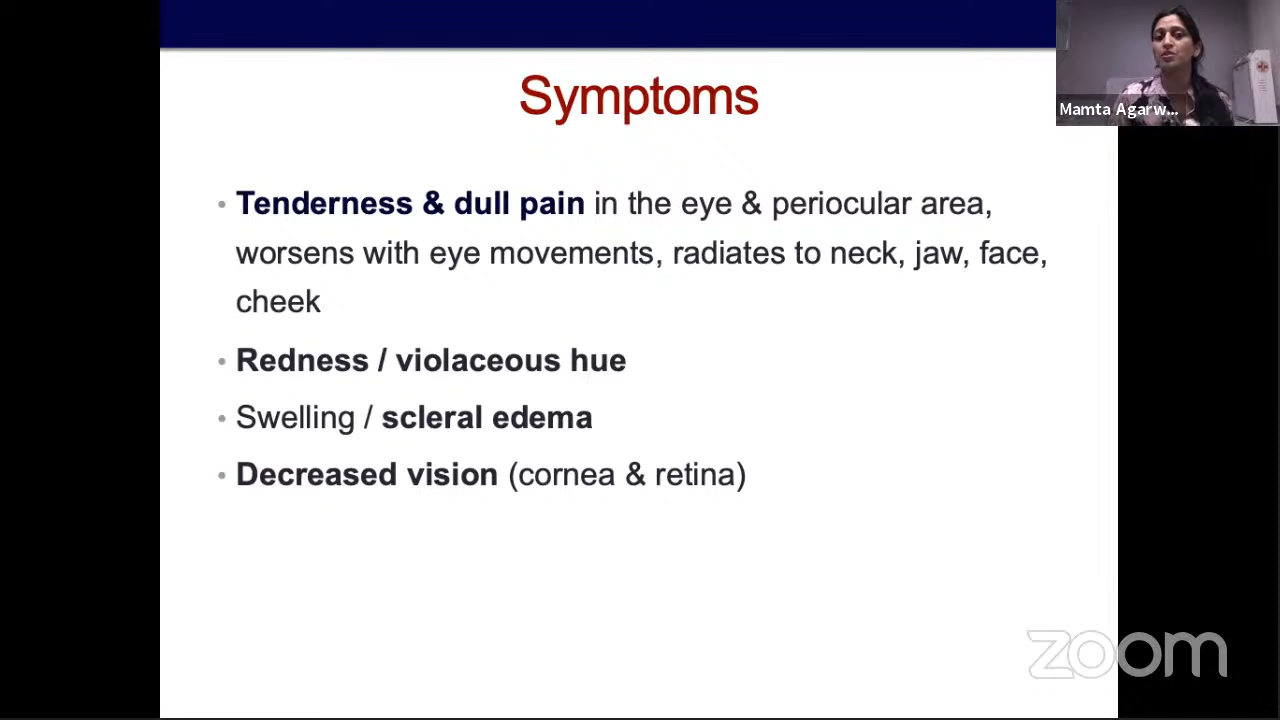 Symptoms
Mamta Agarw...
• Tenderness & dull pain in the eye & periocular area,
worsens with eye movements, radiates to neck, jaw, face,
cheek
• Redness / violaceous hue
• Swelling / scleral edema
• Decreased vision (cornea & retina)
zoom